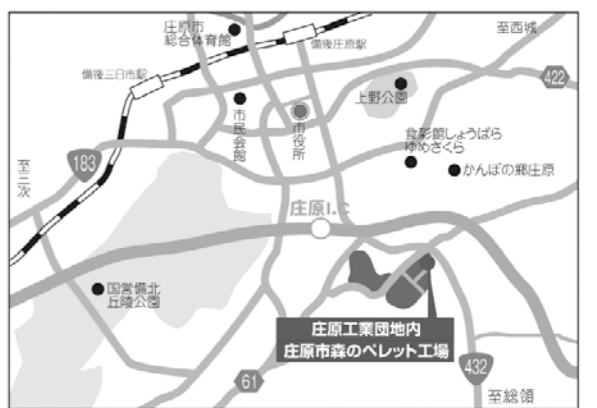 庄原市
総合体育館
備後庄原駅
至西城
備後三日市駅
422
上野公園
市民会館
市役所
食彩館しょうばら
ゆめさくら
かんぽの郷庄原
183
至三次
庄原I.C
国営備北
丘陵公園
庄原工業団地内
庄原市森のペレット工場
61
432
至総領